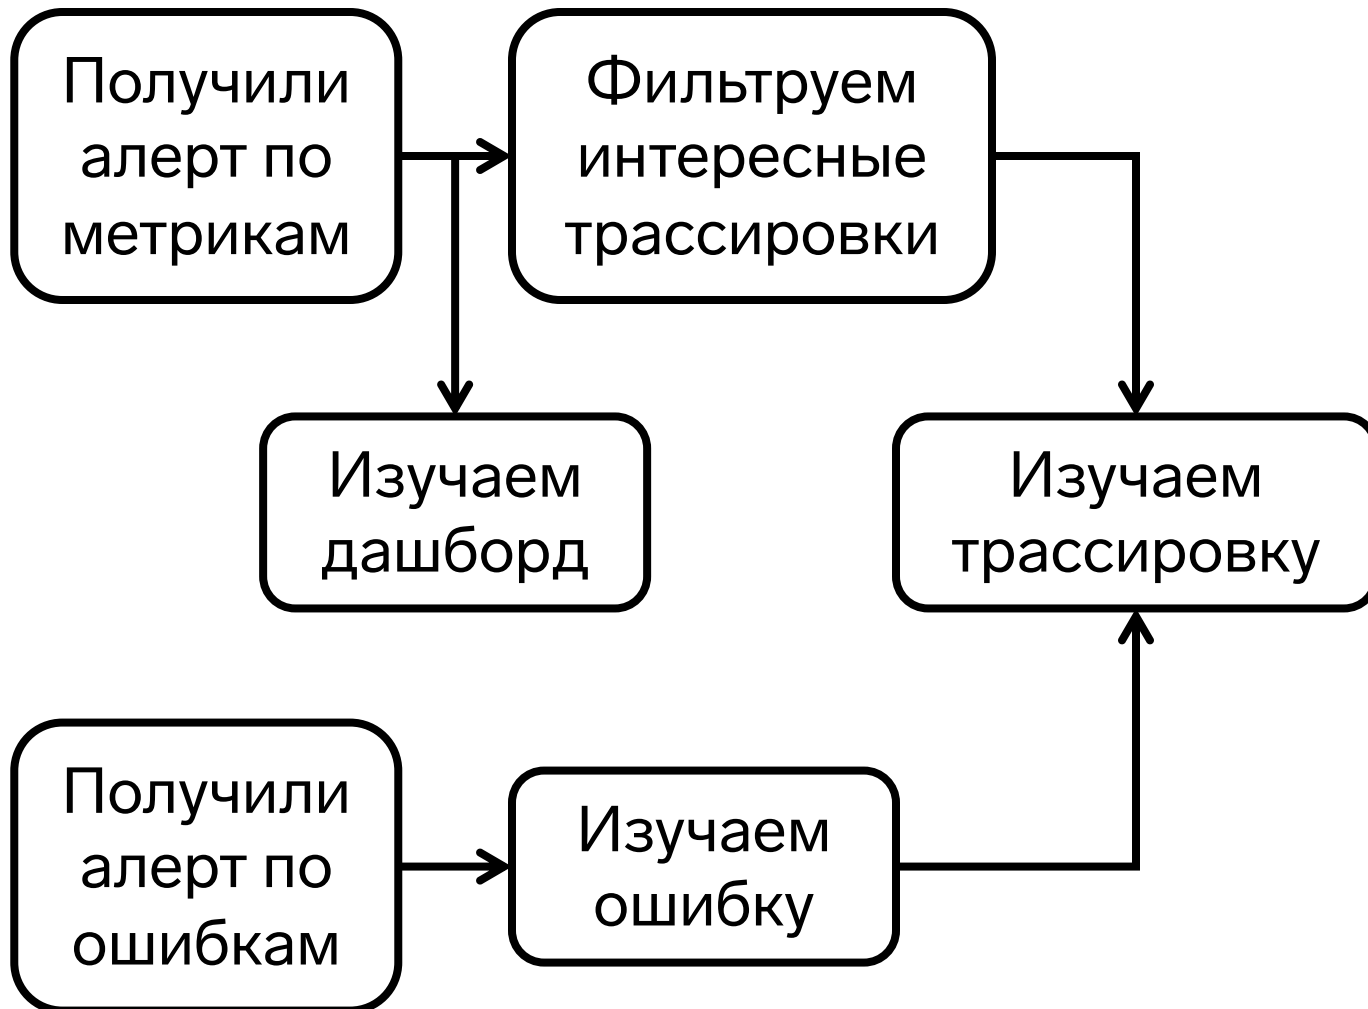 Получили
алерт по
метрикам
Фильтруем
интересные
трассировки
Изучаем
дашборд
Изучаем
трассировку
Получили
алерт по
ошибкам
Изучаем
ошибку